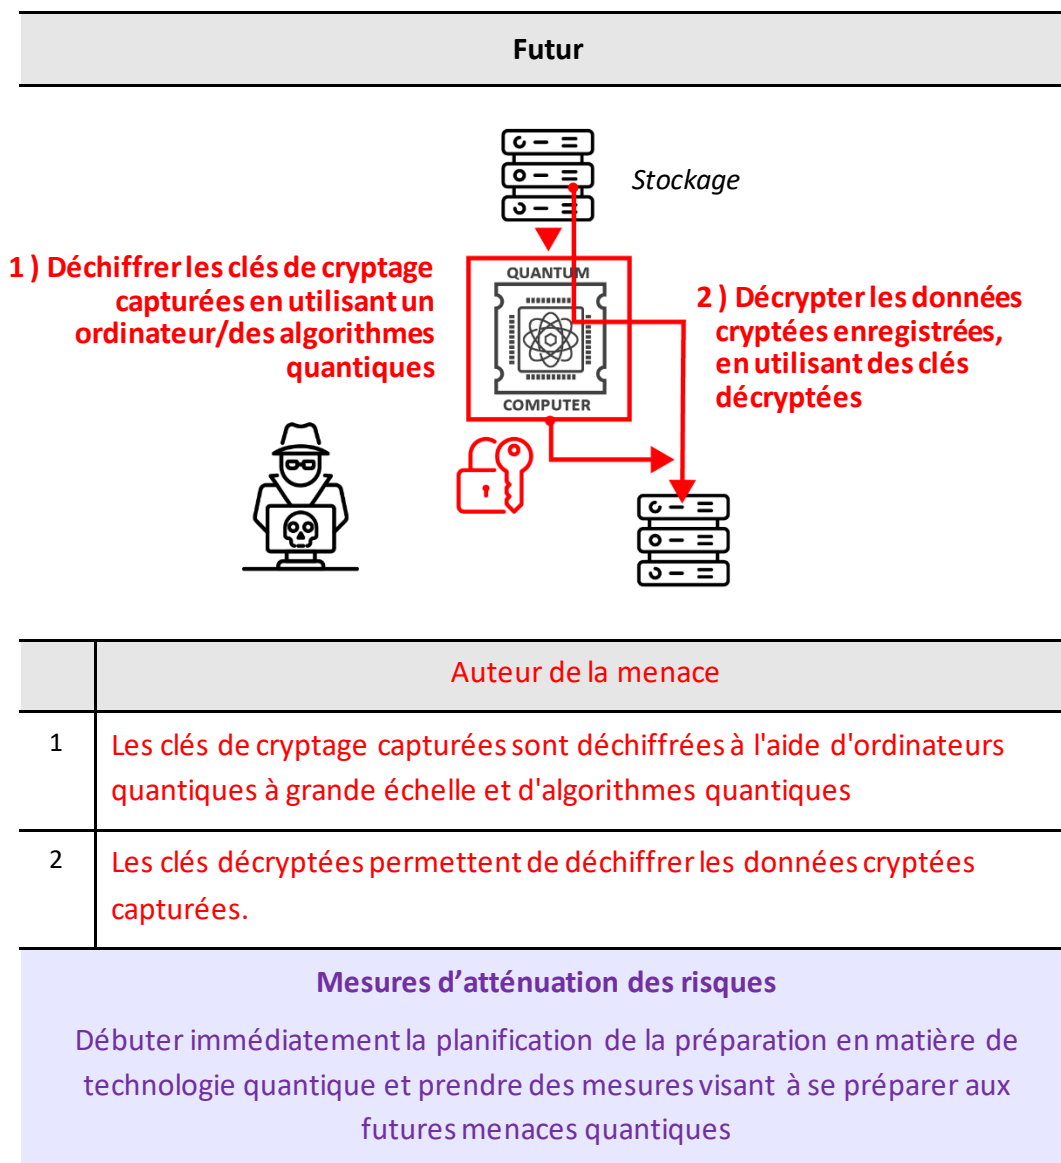 Futur
Stockage
1 ) Déchiffrer les clés de cryptage
capturées en utilisant un
ordinateur/des algorithmes
quantiques
QUANTUM
COMPUTER
2 ) Décrypter les données
cryptées enregistrées,
en utilisant des clés
décryptées
Auteur de la menace
1 Les clés de cryptage capturées sont déchiffrées à l'aide d'ordinateurs
quantiques à grande échelle et d'algorithmes quantiques
2 Les clés décryptées permettent de déchiffrer les données cryptées
capturées.
Mesures d’atténuation des risques
Débuter immédiatement la planification de la préparation en matière de
technologie quantique et prendre des mesures visant à se préparer aux
futures menaces quantiques